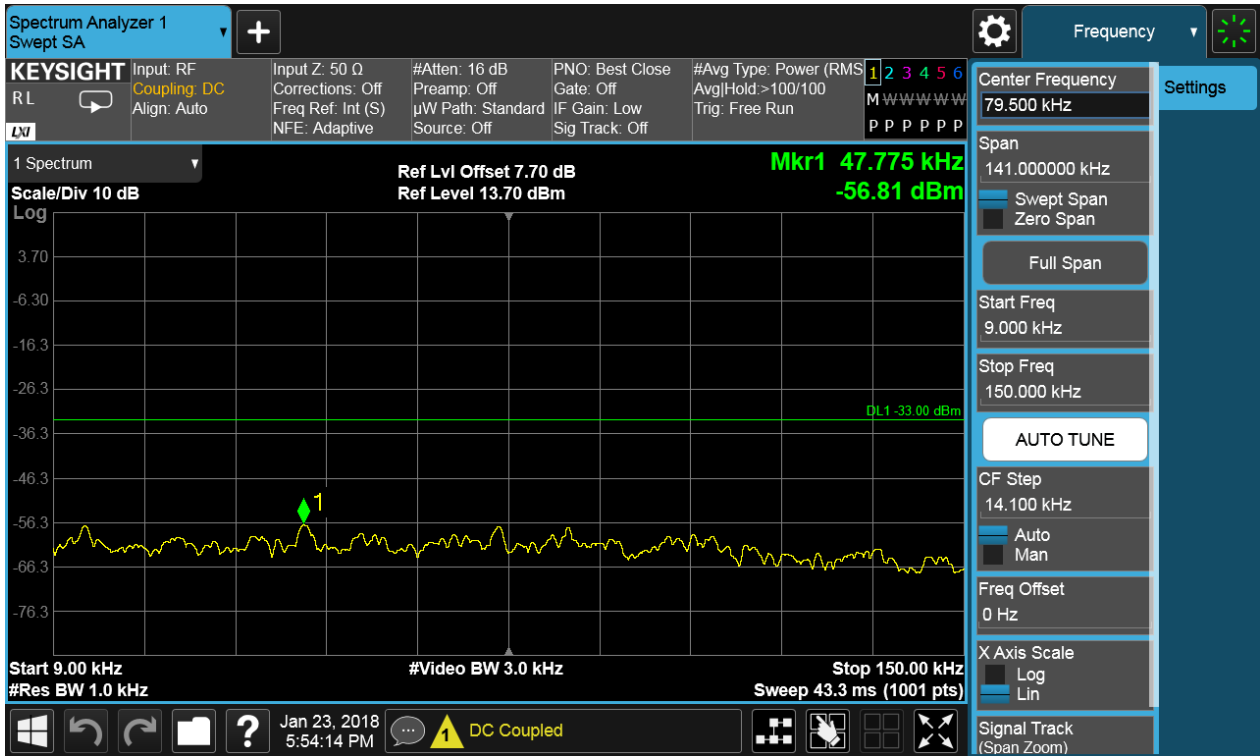 Spectrum Analyzer 1
Swept SA
+
Frequency
KEYSIGHT
R L
LXI
Input: RF
Coupling: DC
Align: Auto
Input Z: 50 Ω
Corrections: Off
Freq Ref: Int (S)
NFE: Adaptive
#Atten: 16 dB
Preamp: Off
µW Path: Standard
Source: Off
PNO: Best Close
Gate: Off
IF Gain: Low
Sig Track: Off
#Avg Type: Power (RMS
Avg|Hold:>100/100
Trig: Free Run
1 2 3 4 5 6
M W W W W W
P P P P P P
1 Spectrum
Scale/Div 10 dB
Log
Ref Lvl Offset 7.70 dB
Ref Level 13.70 dBm
Mkr1 47.775 kHz
-56.81 dBm
3.70
-6.30
-16.3
-26.3
DL1 -33.00 dBm
-36.3
-46.3
1
-56.3
-66.3
-76.3
Start 9.00 kHz
#Res BW 1.0 kHz
#Video BW 3.0 kHz
Stop 150.00 kHz
Sweep 43.3 ms (1001 pts)
Center Frequency
79.500 kHz
Span
141.000000 kHz
Swept Span
Zero Span
Full Span
Start Freq
9.000 kHz
Stop Freq
150.000 kHz
AUTO TUNE
CF Step
14.100 kHz
Auto
Man
Freq Offset
0 Hz
X Axis Scale
Log
Lin
Signal Track
(Span Zoom)
Settings
?
Jan 23, 2018
5:54:14 PM
1
DC Coupled